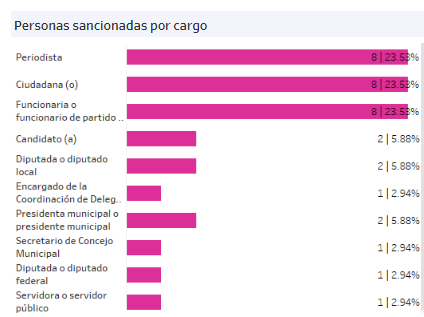 Personas sancionadas por cargo
Periodista
8 | 23.53%
Ciudadana (o)
8 | 23.53%
Funcionaria o
funcionario de partido ..
8 | 23.53%
Candidato (a)
2 | 5.88%
Diputada o diputado
local
2 | 5.88%
Encargado de la
Coordinación de Deleg..
1 | 2.94%
Presidenta municipal o
presidente municipal
2 | 5.88%
Secretario de Concejo
Municipal
1 | 2.94%
Diputada o diputado
federal
1 | 2.94%
Servidora o servidor
público
1 | 2.94%